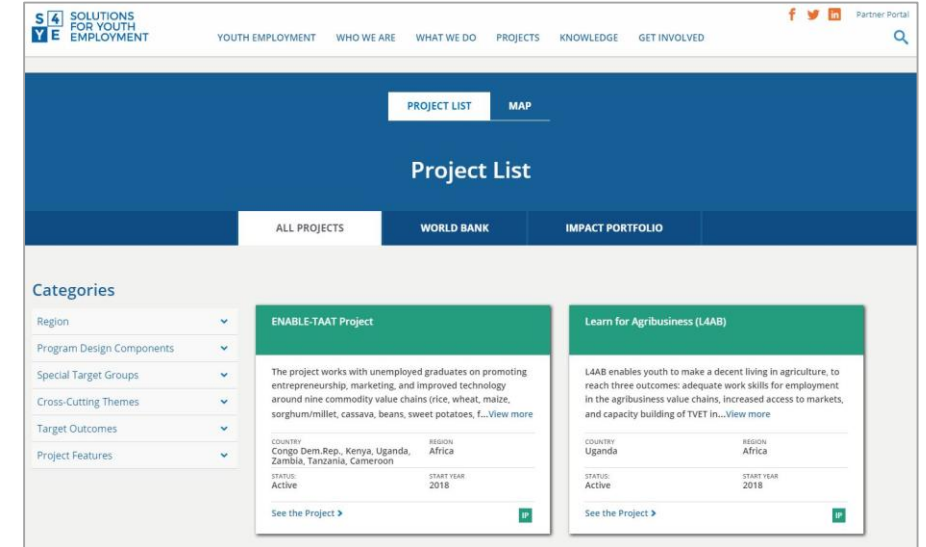 S4YE SOLUTIONS FOR YOUTH EMPLOYMENT
Partner Portal
YOUTH EMPLOYMENT WHO WE ARE WHAT WE DO PROJECTS KNOWLEDGE GET INVOLVED
PROJECT LIST MAP
Project List
ALL PROJECTS WORLD BANK IMPACT PORTFOLIO
Categories
Region
Program Design Components
Special Target Groups
Cross-Cutting Themes
Target Outcomes
Project Features
ENABLE-TAAT Project
The project works with unemployed graduates on promoting
entrepreneurship, marketing, and improved technology
around nine commodity value chains (rice, wheat, maize,
sorghum/millet, cassava, beans, sweet potatoes, f...View more
COUNTRY REGION
Congo Dem.Rep., Kenya, Uganda, Africa
Zambia, Tanzania, Cameroon
STATUS: START YEAR
Active 2018
See the Project IP
Learn for Agribusiness (L4AB)
L4AB enables youth to make a decent living in agriculture, to
reach three outcomes: adequate work skills for employment
in the agribusiness value chains, increased access to markets,
and capacity building of TVET in...View more
COUNTRY REGION
Uganda Africa
STATUS: START YEAR
Active 2018
See the Project IP